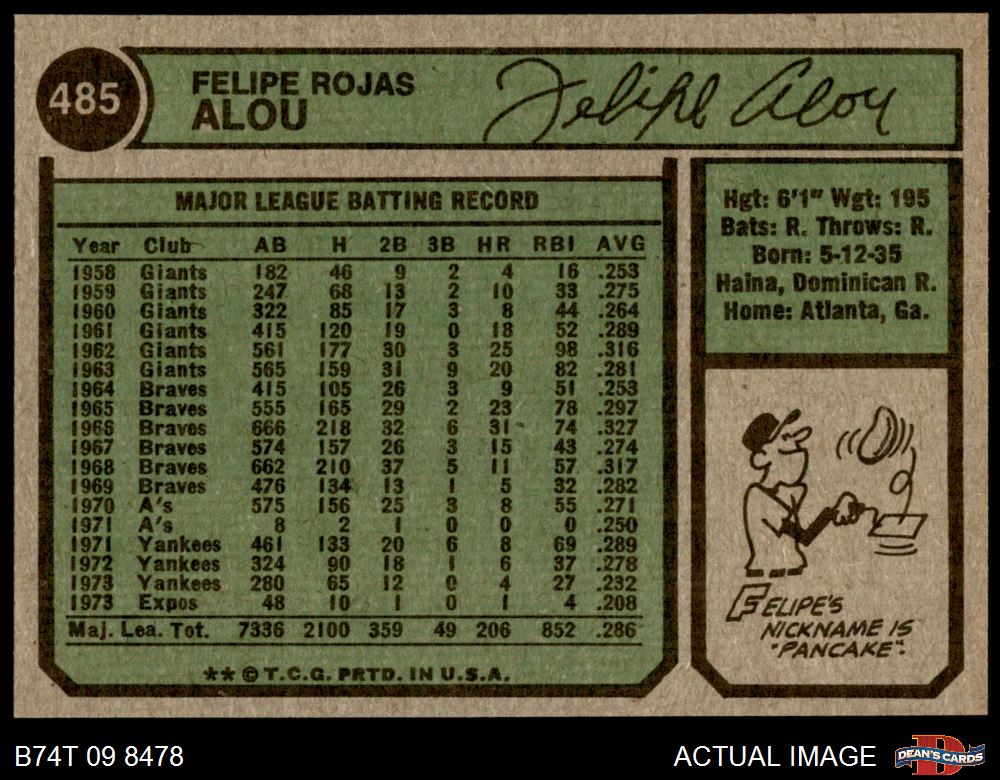 485
FELIPE ROJAS
ALOU
Felipe Alou
MAJOR LEAGUE BATTING RECORD
Year Club AB H 2B 3B HR RBI AVG
1958 Giants 182 46 9 2 4 16 .253
1959 Giants 247 68 13 2 10 33 .275
1960 Giants 322 85 17 3 8 44 .264
1961 Giants 415 120 19 0 18 52 .289
1962 Giants 561 177 30 3 25 98 .316
1963 Giants 565 159 31 9 20 82 .281
1964 Braves 415 105 26 3 9 51 .253
1965 Braves 555 165 29 2 23 78 .297
1966 Braves 666 218 32 6 31 74 .327
1967 Braves 574 157 26 3 15 43 .274
1968 Braves 662 210 37 5 11 57 .317
1969 Braves 476 134 13 1 5 32 .282
1970 A's 575 156 25 3 8 55 .271
1971 A's 8 2 1 0 0 0 .250
1971 Yankees 461 133 20 6 8 69 .289
1972 Yankees 324 90 18 1 6 37 .278
1973 Yankees 280 65 12 0 4 27 .232
1973 Expos 48 10 1 0 1 4 .208
Maj. Lea. Tot. 7336 2100 359 49 206 852 .286
** © T.C.G. PRTD. IN U.S.A.
Hgt: 6'1" Wgt: 195
Bats: R. Throws: R.
Born: 5-12-35
Haina, Dominican R.
Home: Atlanta, Ga.
FELIPE'S
NICKNAME IS
"PANCAKE".
B74T 09 8478
ACTUAL IMAGE
D
DEAN'S CARDS